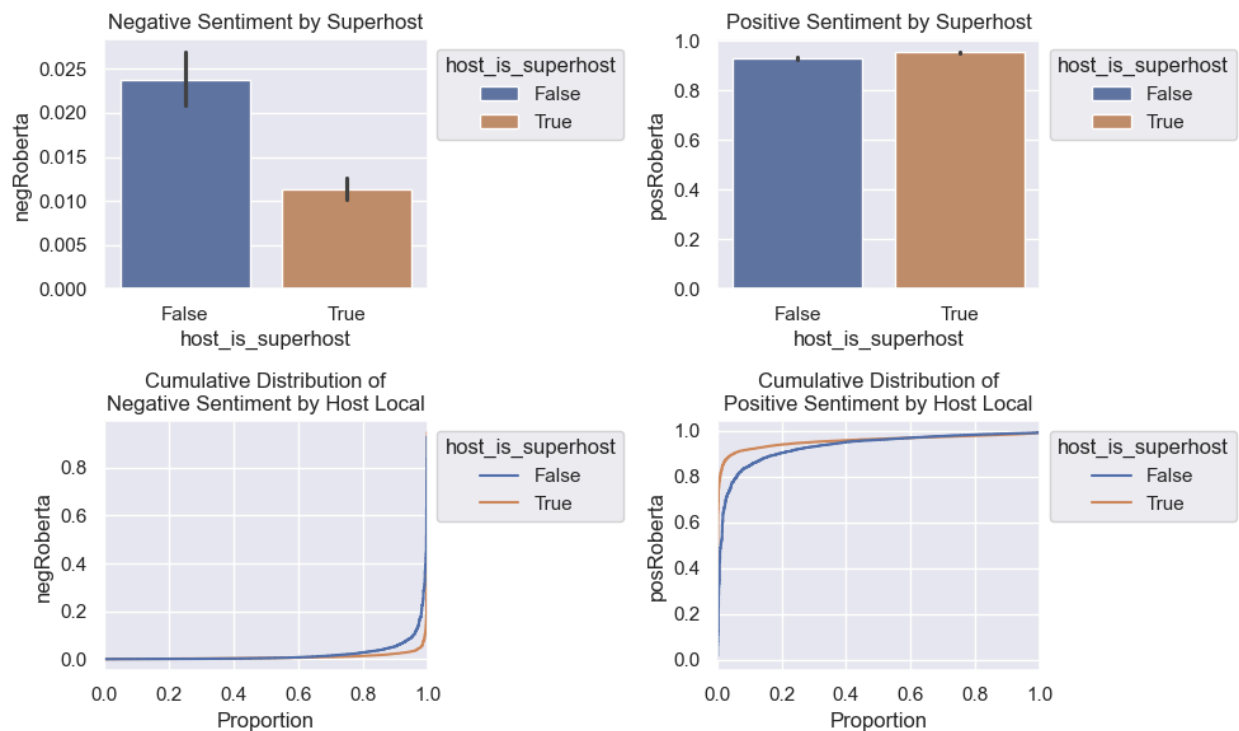 Negative Sentiment by Superhost
negRoberta
0.025
0.020
0.015
0.010
0.005
0.000
False
True
host_is_superhost
host_is_superhost
False
True
Positive Sentiment by Superhost
posRoberta
1.0
0.8
0.6
0.4
0.2
0.0
False
True
host_is_superhost
host_is_superhost
False
True
Cumulative Distribution of
Negative Sentiment by Host Local
negRoberta
0.8
0.6
0.4
0.2
0.0
0.0 0.2 0.4 0.6 0.8 1.0
Proportion
host_is_superhost
False
True
Cumulative Distribution of
Positive Sentiment by Host Local
posRoberta
1.0
0.8
0.6
0.4
0.2
0.0
0.0 0.2 0.4 0.6 0.8 1.0
Proportion
host_is_superhost
False
True